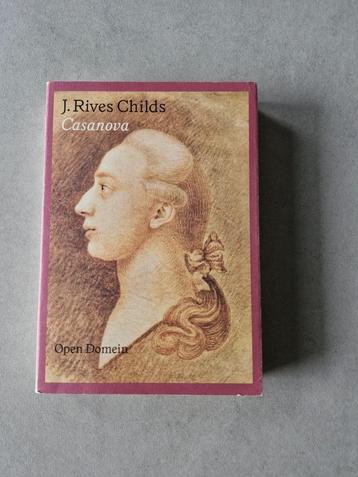 J. Rives Childs
Casanova
Open Domein